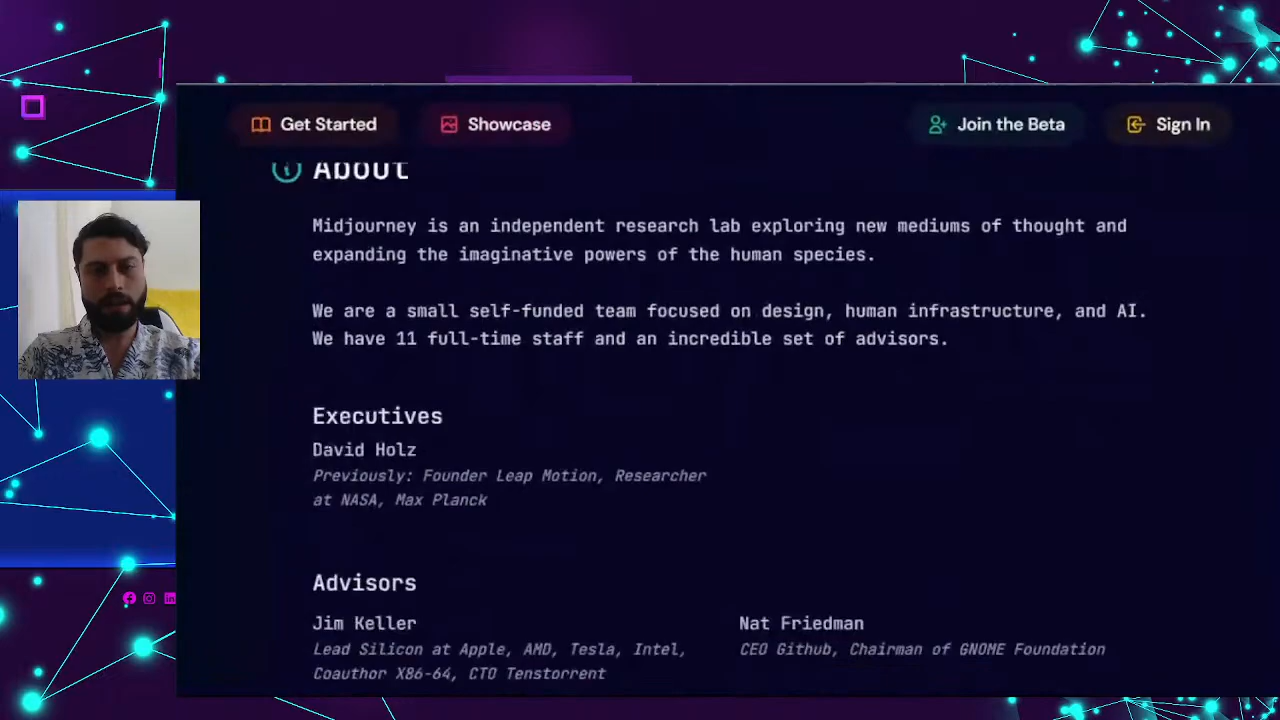 Get Started
Showcase
Join the Beta
Sign In
About
Midjourney is an independent research lab exploring new mediums of thought and
expanding the imaginative powers of the human species.
We are a small self-funded team focused on design, human infrastructure, and AI.
We have 11 full-time staff and an incredible set of advisors.
Executives
David Holz
Previously: Founder Leap Motion, Researcher
at NASA, Max Planck
Advisors
Jim Keller
Lead Silicon at Apple, AMD, Tesla, Intel,
Coauthor X86-64, CTO Tenstorrent
Nat Friedman
CEO Github, Chairman of GNOME Foundation